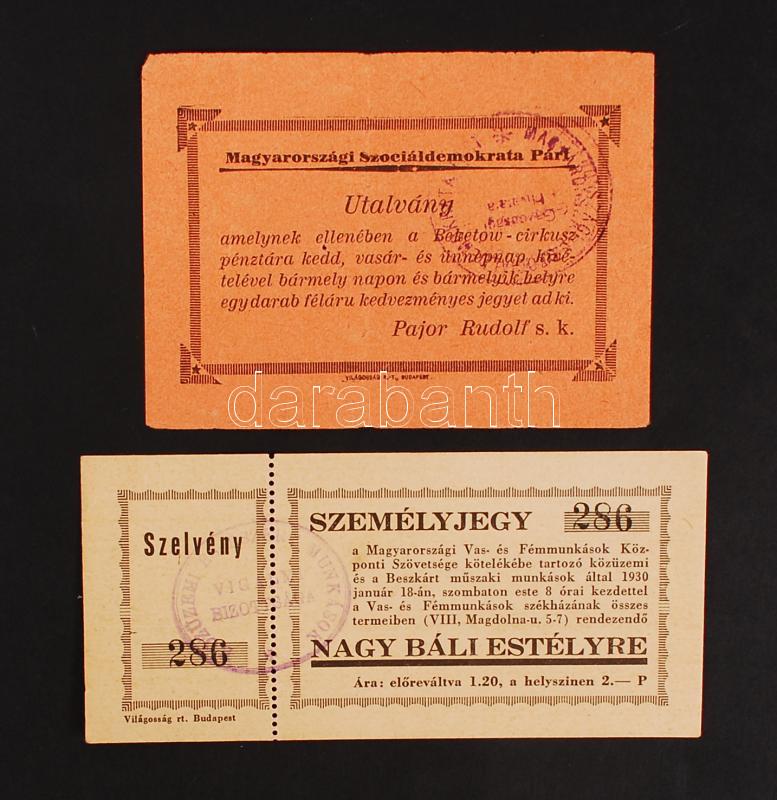 Magyarországi Szociáldemokrata Párt
Utalvány
amelynek ellenében a Beketow-cirkusz
pénztára kedd, vasár- és ünnepnap kivé-
telével bármely napon és bármelyik helyre
egy darab féláru kedvezményes jegyet ad ki.
Pajor Rudolf s. k.
VILÁGOSSÁG R.-T., BUDAPEST
darabanth
Szelvény
286
Világosság rt. Budapest
SZEMÉLYJEGY 286
a Magyarországi Vas- és Fémmunkások Köz-
ponti Szövetsége kötelékébe tartozó közüzemi
és a Beszkárt műszaki munkások által 1930
január 18-án, szombaton este 8 órai kezdettel
a Vas- és Fémmunkások székházának összes
termeiben (VIII, Magdolna-u. 5-7) rendezendő
NAGY BÁLI ESTÉLYRE
Ára: előreváltva 1.20, a helyszinen 2.— P